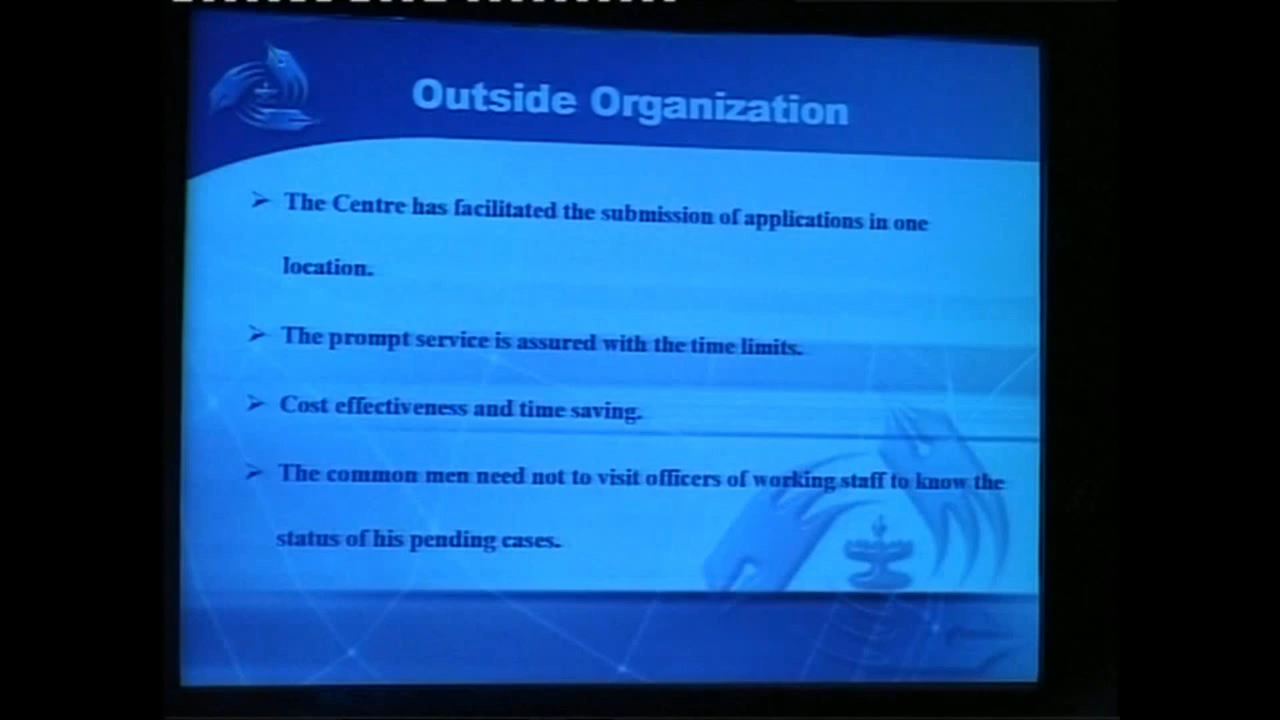 Outside Organization
➢ The Centre has facilitated the submission of applications in one
location.
➢ The prompt service is assured with the time limits.
➢ Cost effectiveness and time saving.
➢ The common men need not to visit officers of working staff to know the
status of his pending cases.